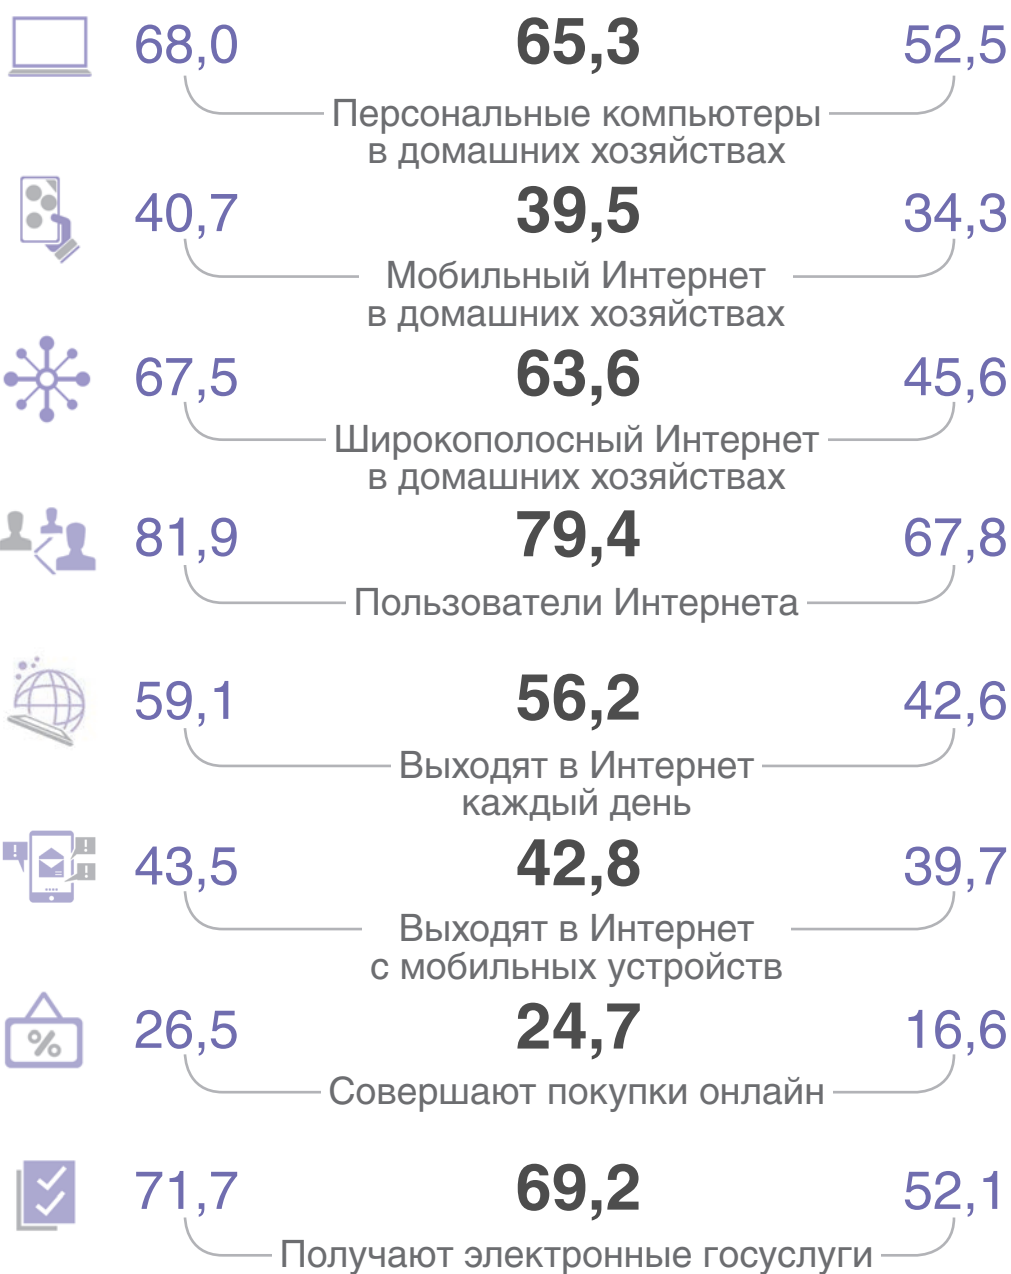 68,0 65,3 52,5
Персональные компьютеры
в домашних хозяйствах
40,7 39,5 34,3
Мобильный Интернет
в домашних хозяйствах
67,5 63,6 45,6
Широкополосный Интернет
в домашних хозяйствах
81,9 79,4 67,8
Пользователи Интернета
59,1 56,2 42,6
Выходят в Интернет
каждый день
! ! !
43,5 42,8 39,7
Выходят в Интернет
с мобильных устройств
%
26,5 24,7 16,6
Совершают покупки онлайн
71,7 69,2 52,1
Получают электронные госуслуги